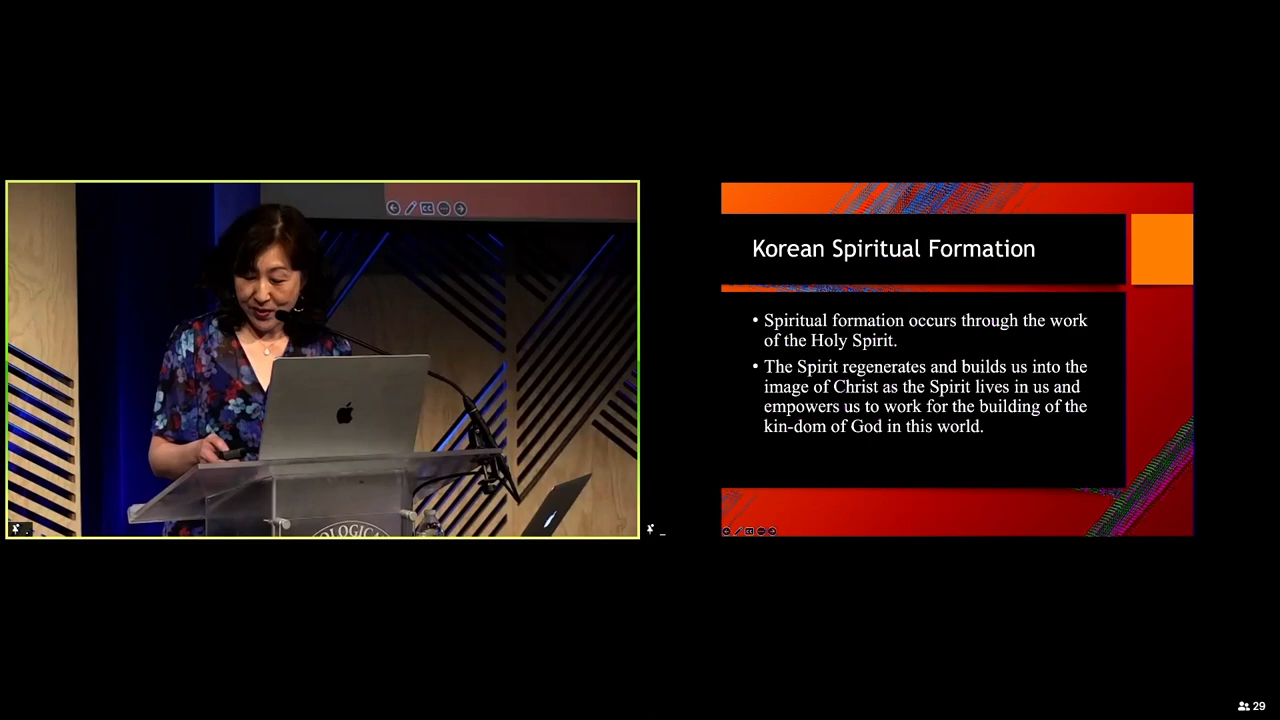 OLOGICA
Korean Spiritual Formation
• Spiritual formation occurs through the work
of the Holy Spirit.
• The Spirit regenerates and builds us into the
image of Christ as the Spirit lives in us and
empowers us to work for the building of the
kin-dom of God in this world.
29